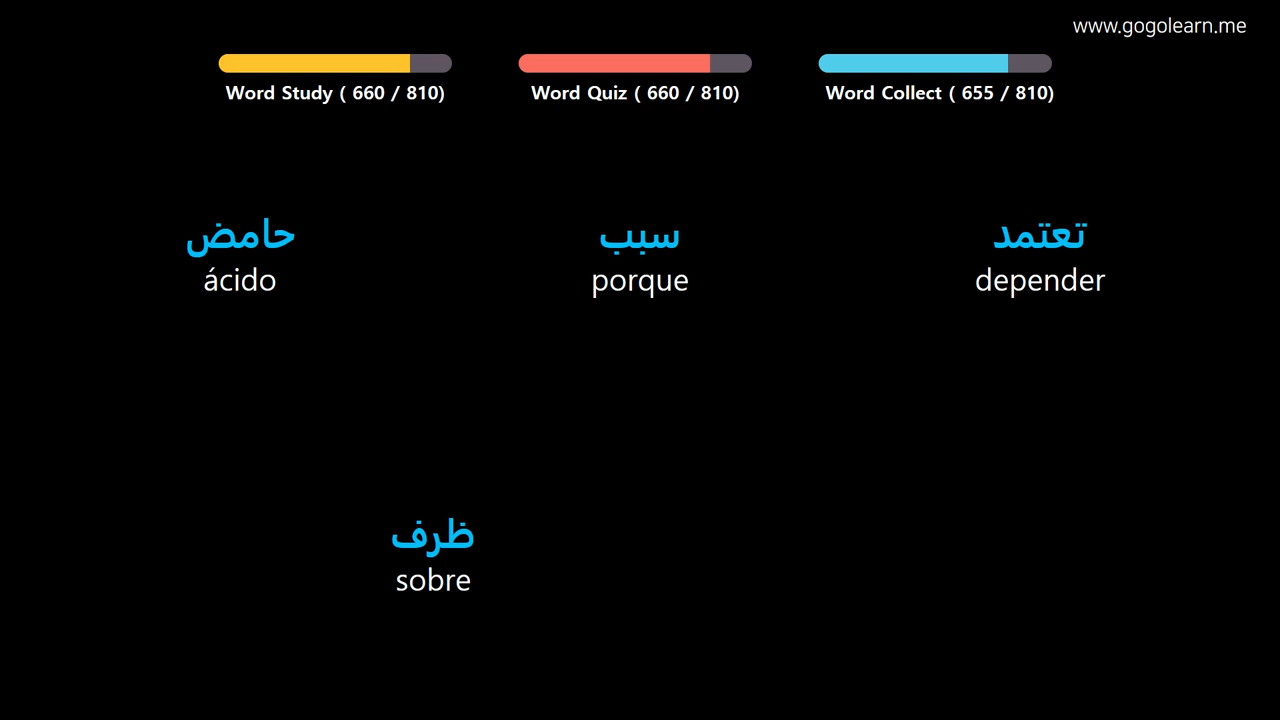 www.gogolearn.me
Word Study ( 660 / 810)
Word Quiz ( 660 / 810)
Word Collect ( 655 / 810)
حامض
ácido
سبب
porque
تعتمد
depender
ظرف
sobre